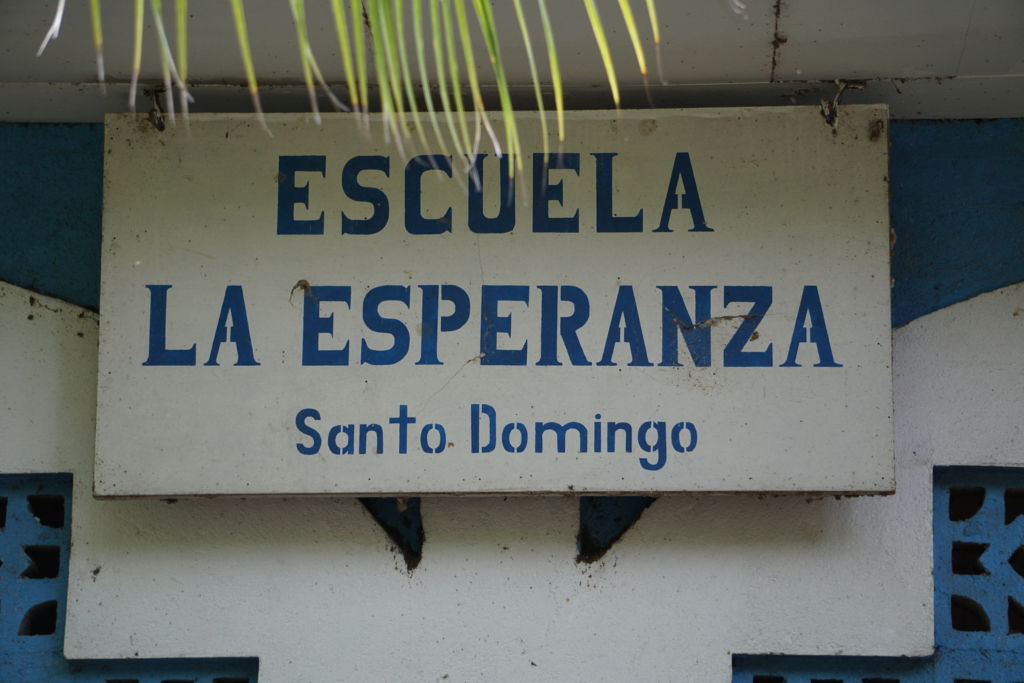 ESCUELA
LA ESPERANZA
Santo Domingo